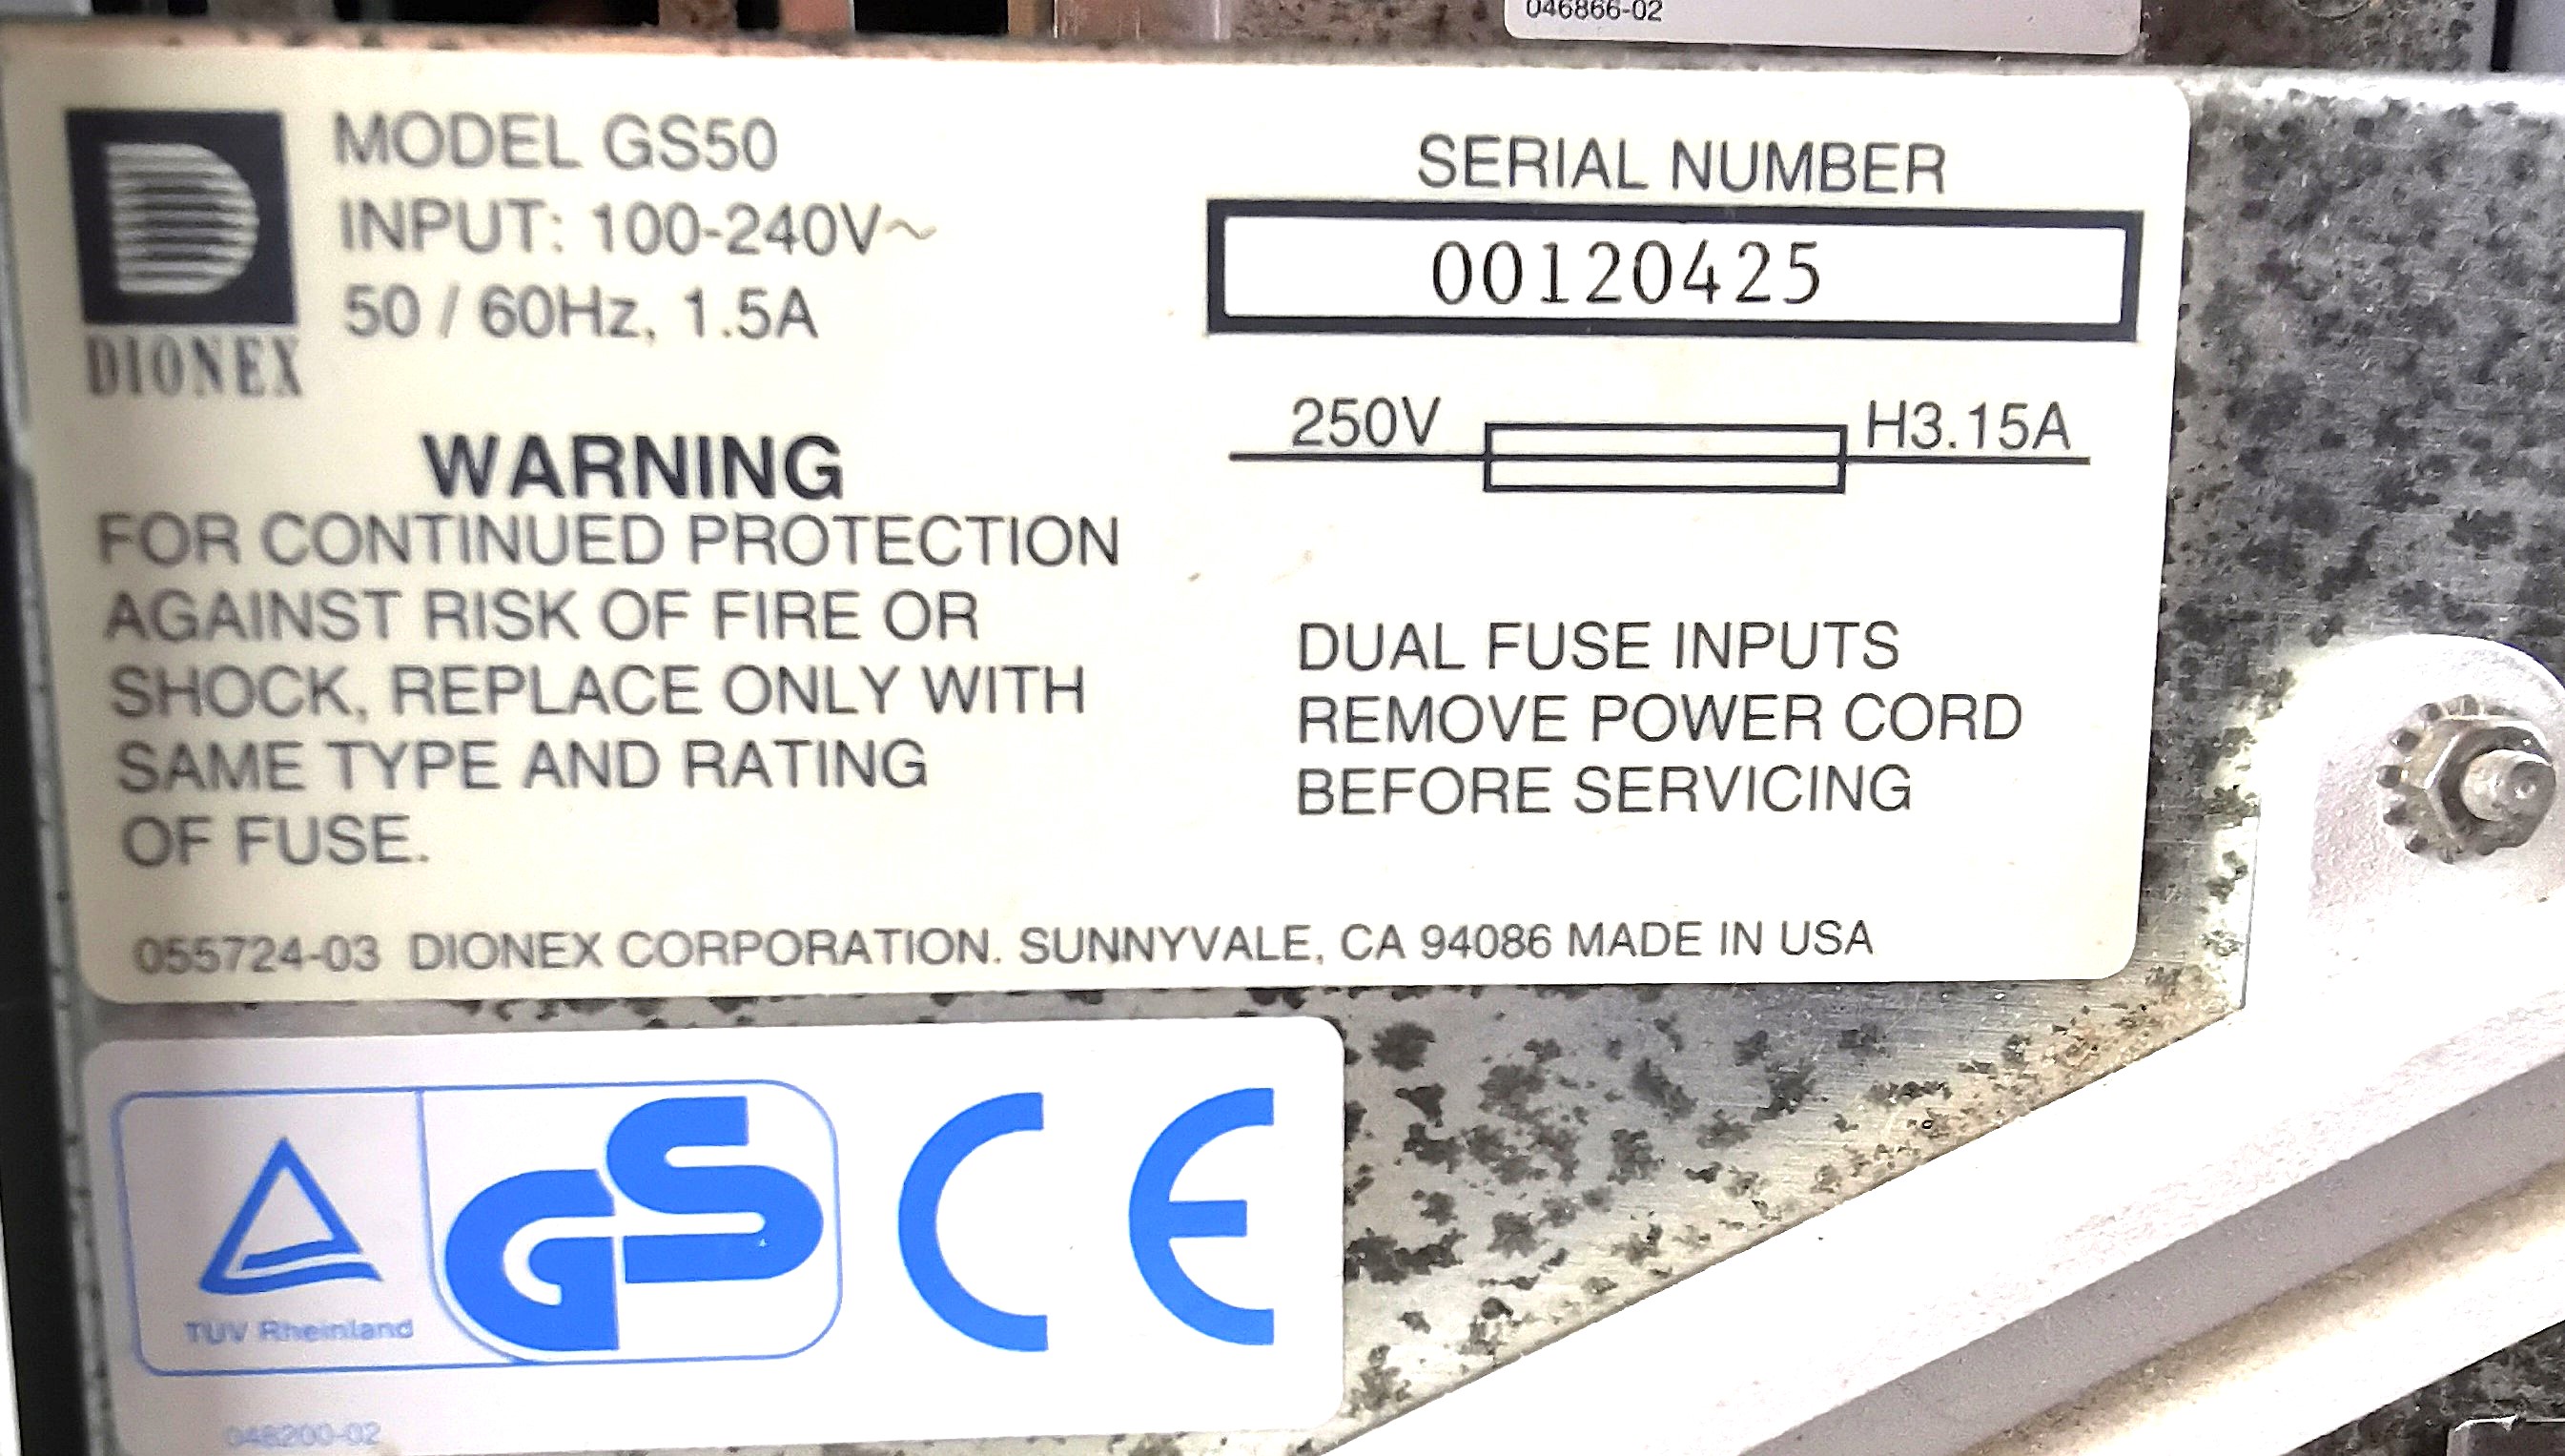 046866-02
MODEL GS50
INPUT: 100-240V~
50 / 60Hz, 1.5A
DIONEX
SERIAL NUMBER
00120425
250V H3.15A
WARNING
FOR CONTINUED PROTECTION
AGAINST RISK OF FIRE OR
SHOCK, REPLACE ONLY WITH
SAME TYPE AND RATING
OF FUSE.
DUAL FUSE INPUTS
REMOVE POWER CORD
BEFORE SERVICING
055724-03 DIONEX CORPORATION. SUNNYVALE, CA 94086 MADE IN USA
TUV Rheinland
GS
CE
046200-02